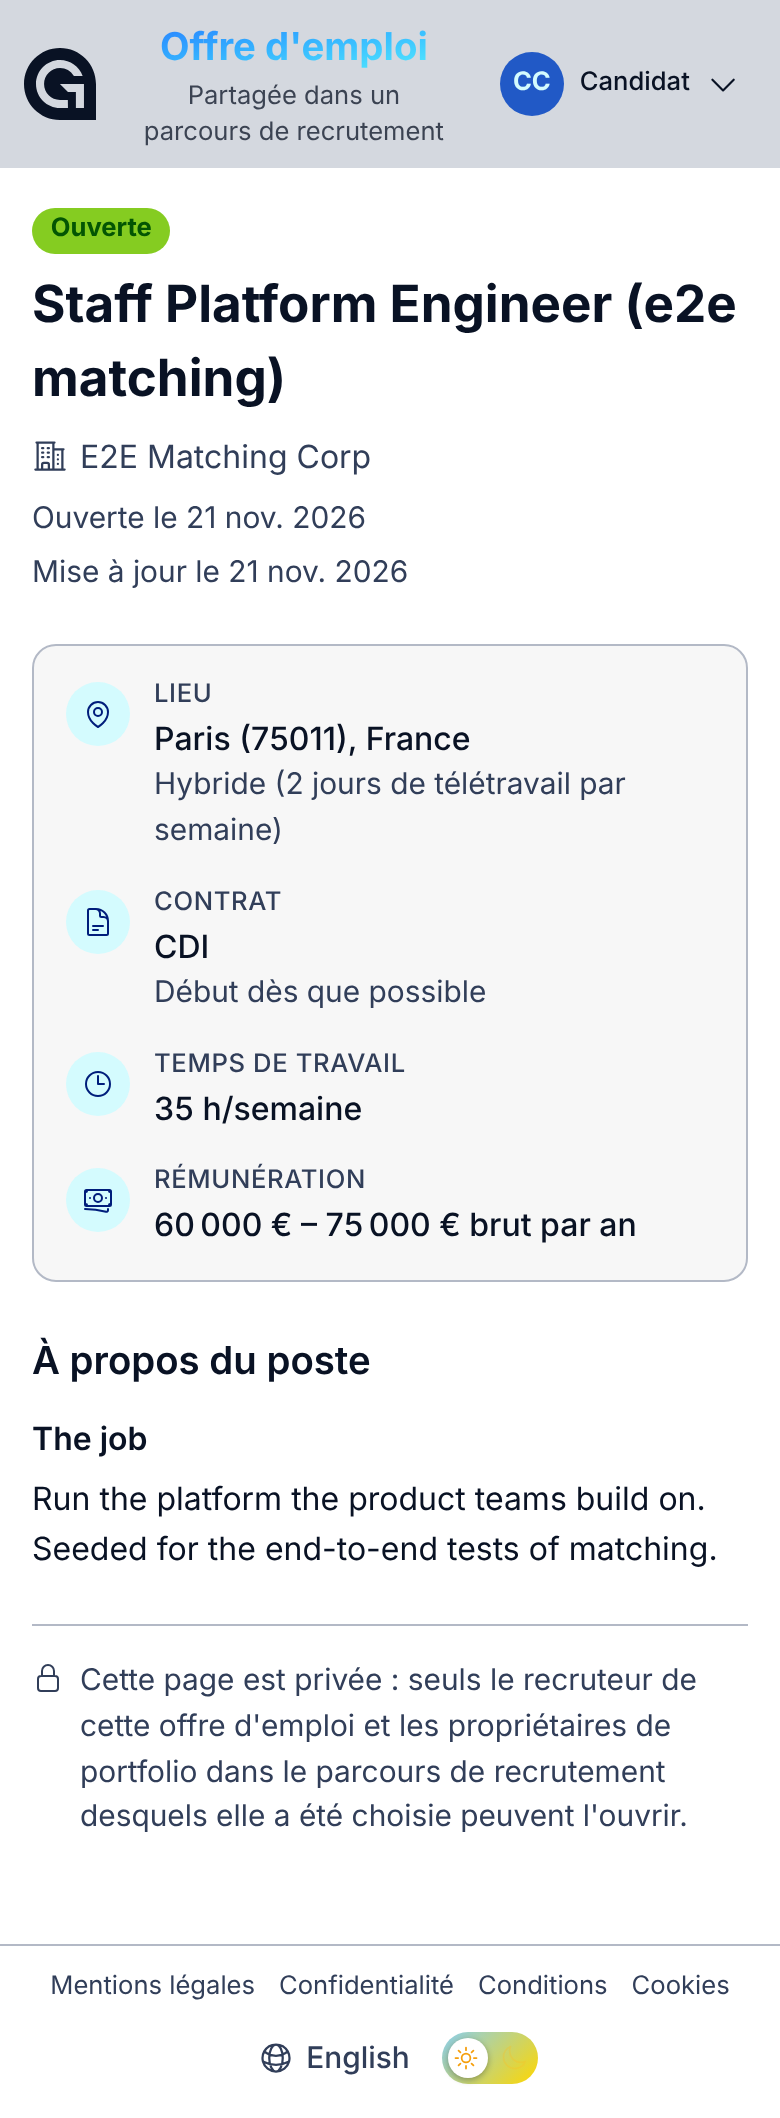 Offre d'emploi
Partagée dans un
parcours de recrutement
CC
Candidat
Ouverte
Staff Platform Engineer (e2e
matching)
E2E Matching Corp
Ouverte le 21 nov. 2026
Mise à jour le 21 nov. 2026
LIEU
Paris (75011), France
Hybride (2 jours de télétravail par
semaine)
CONTRAT
CDI
Début dès que possible
TEMPS DE TRAVAIL
35 h/semaine
RÉMUNÉRATION
60 000 € – 75 000 € brut par an
À propos du poste
The job
Run the platform the product teams build on.
Seeded for the end-to-end tests of matching.
Cette page est privée : seuls le recruteur de
cette offre d'emploi et les propriétaires de
portfolio dans le parcours de recrutement
desquels elle a été choisie peuvent l'ouvrir.
Mentions légales Confidentialité Conditions Cookies
English